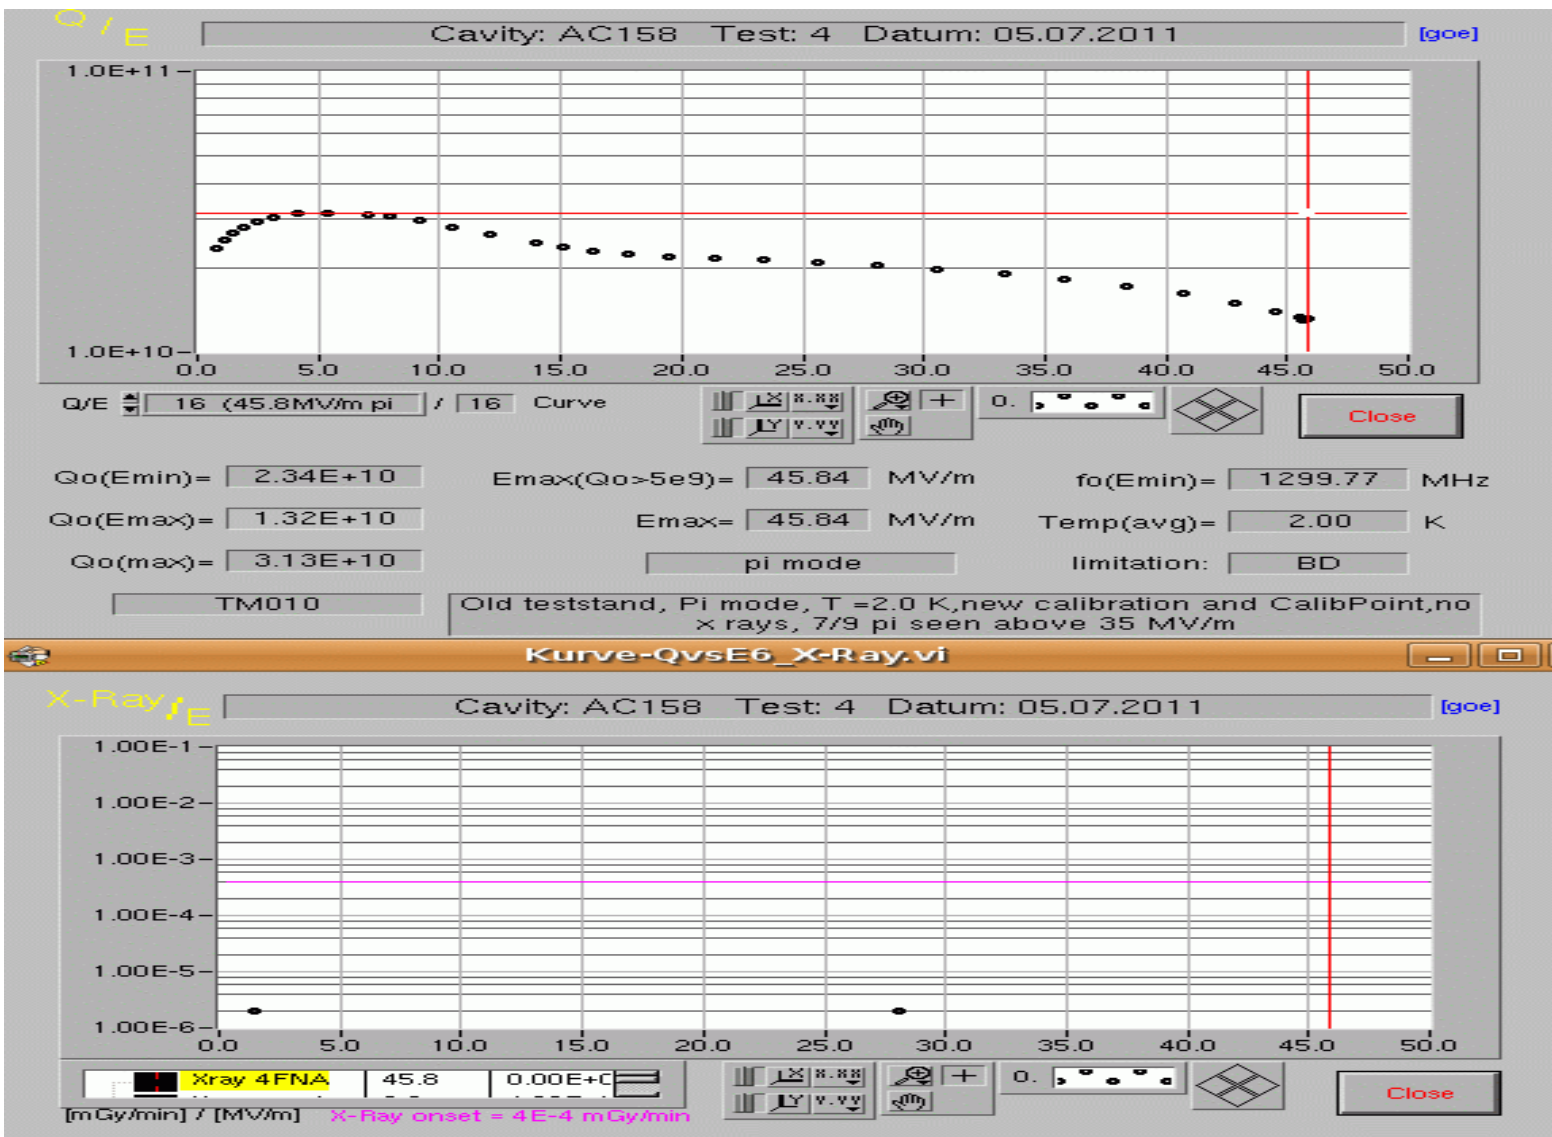 Q/E
Cavity: AC158 Test: 4 Datum: 05.07.2011
[goe]
1.0E+11
1.0E+10
0.0 5.0 10.0 15.0 20.0 25.0 30.0 35.0 40.0 45.0 50.0
Q/E 16 (45.8MV/m pi / 16 Curve
X X.XX
Y Y.YY
0.
Close
Qo(Emin)= 2.34E+10 Emax(Qo>5e9)= 45.84 MV/m fo(Emin)= 1299.77 MHz
Qo(Emax)= 1.32E+10 Emax= 45.84 MV/m Temp(avg)= 2.00 K
Qo(max)= 3.13E+10 pi mode limitation: BD
TM010
Old teststand, Pi mode, T =2.0 K,new calibration and CalibPoint,no
x rays, 7/9 pi seen above 35 MV/m
Kurve-QvsE6_X-Ray.vi
X-Ray/E
Cavity: AC158 Test: 4 Datum: 05.07.2011
[goe]
1.00E-1
1.00E-2
1.00E-3
1.00E-4
1.00E-5
1.00E-6
0.0 5.0 10.0 15.0 20.0 25.0 30.0 35.0 40.0 45.0 50.0
Xray 4FNA 45.8 0.00E+
X X.XX
Y Y.YY
0.
Close
[mGy/min] / [MV/m] X-Ray onset = 4E-4 mGy/min